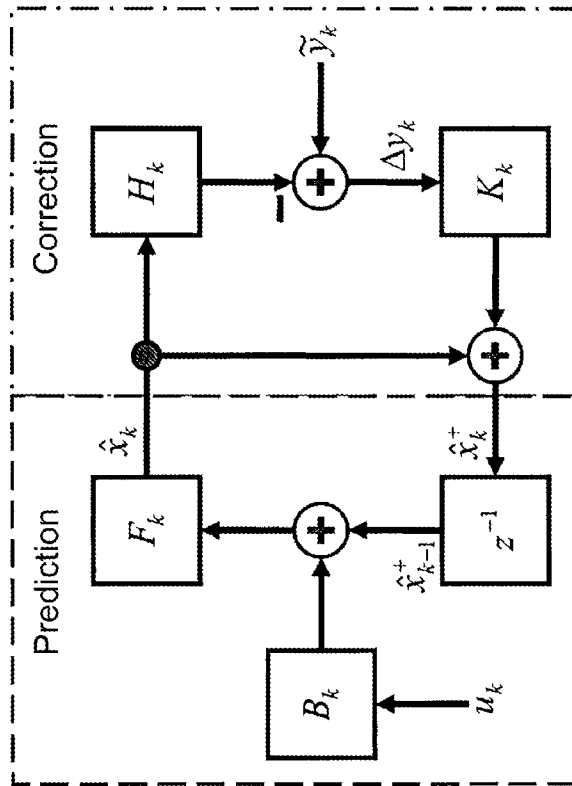 Prediction
Correction
F_k
x̂_k
H_k
B_k
u_k
+
−
+
ỹ_k
Δy_k
x̂⁺_{k−1}
z⁻¹
x̂⁺_k
+
K_k